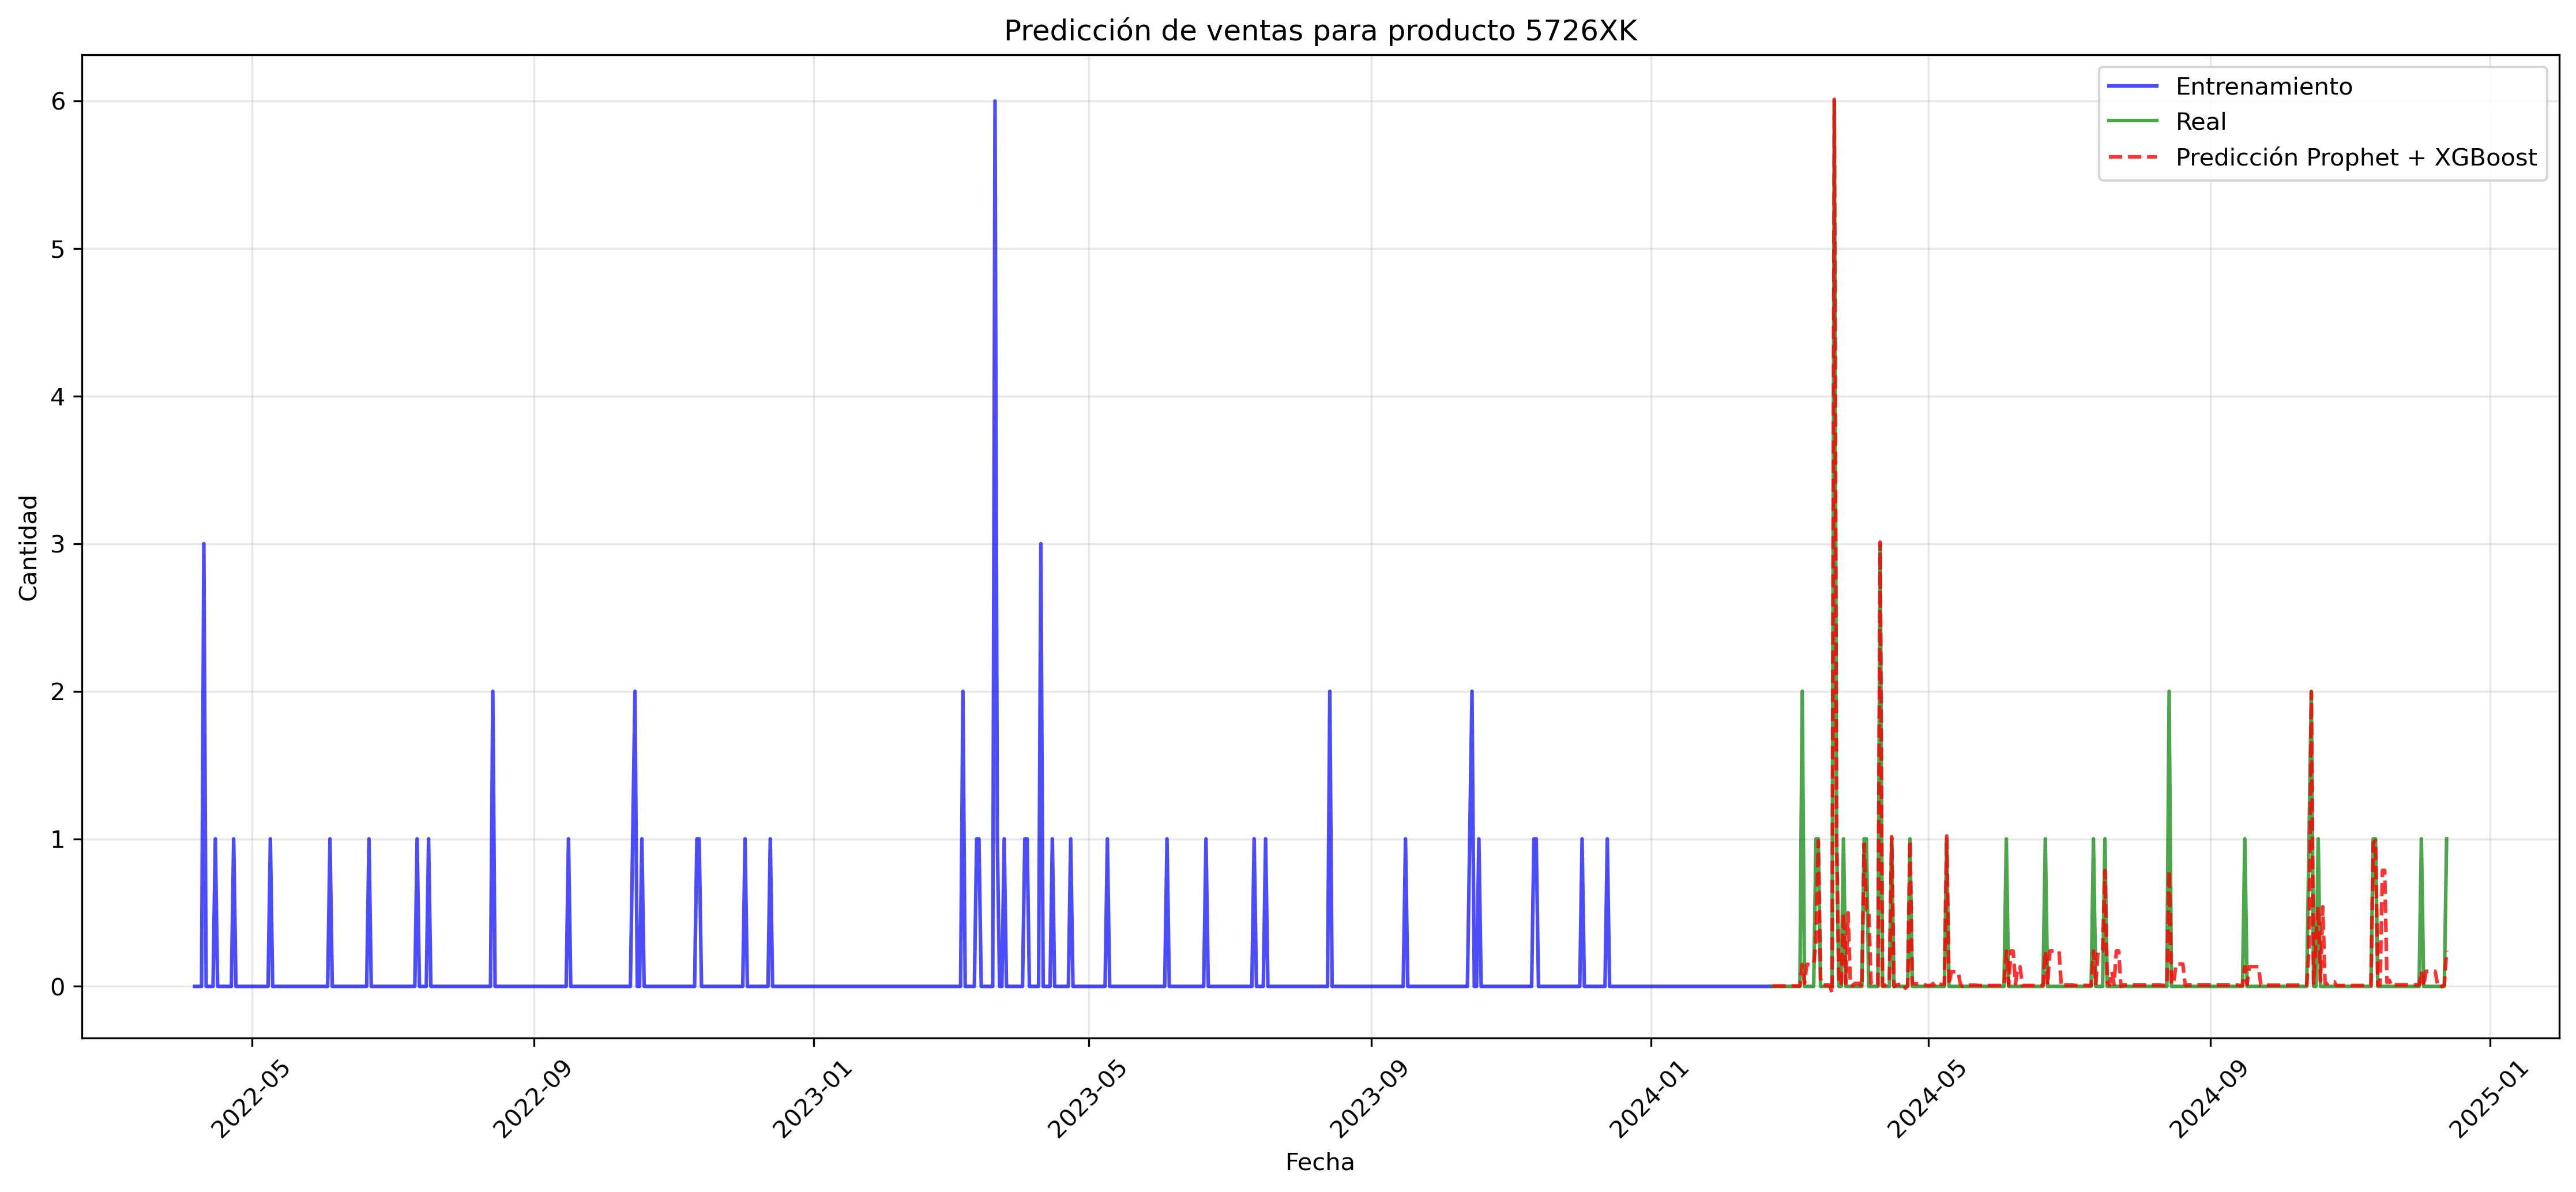 Predicción de ventas para producto 5726XK
Entrenamiento
Real
Predicción Prophet + XGBoost
Cantidad
6
5
4
3
2
1
0
2022-05
2022-09
2023-01
2023-05
2023-09
2024-01
2024-05
2024-09
2025-01
Fecha